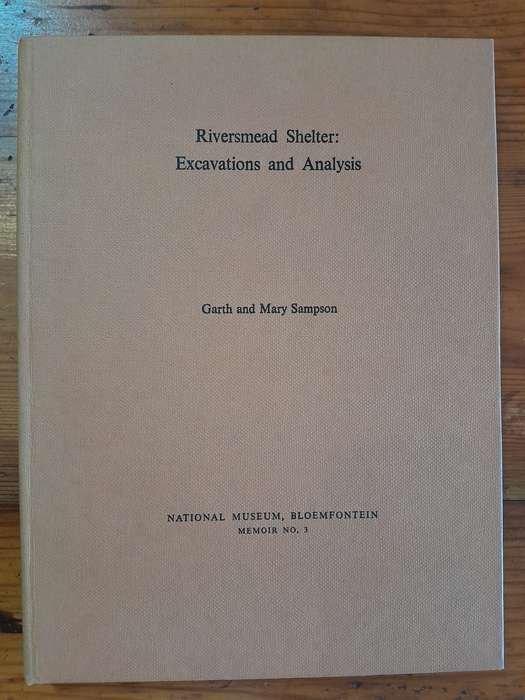 Riversmead Shelter:
Excavations and Analysis
Garth and Mary Sampson
NATIONAL MUSEUM, BLOEMFONTEIN
MEMOIR NO. 3